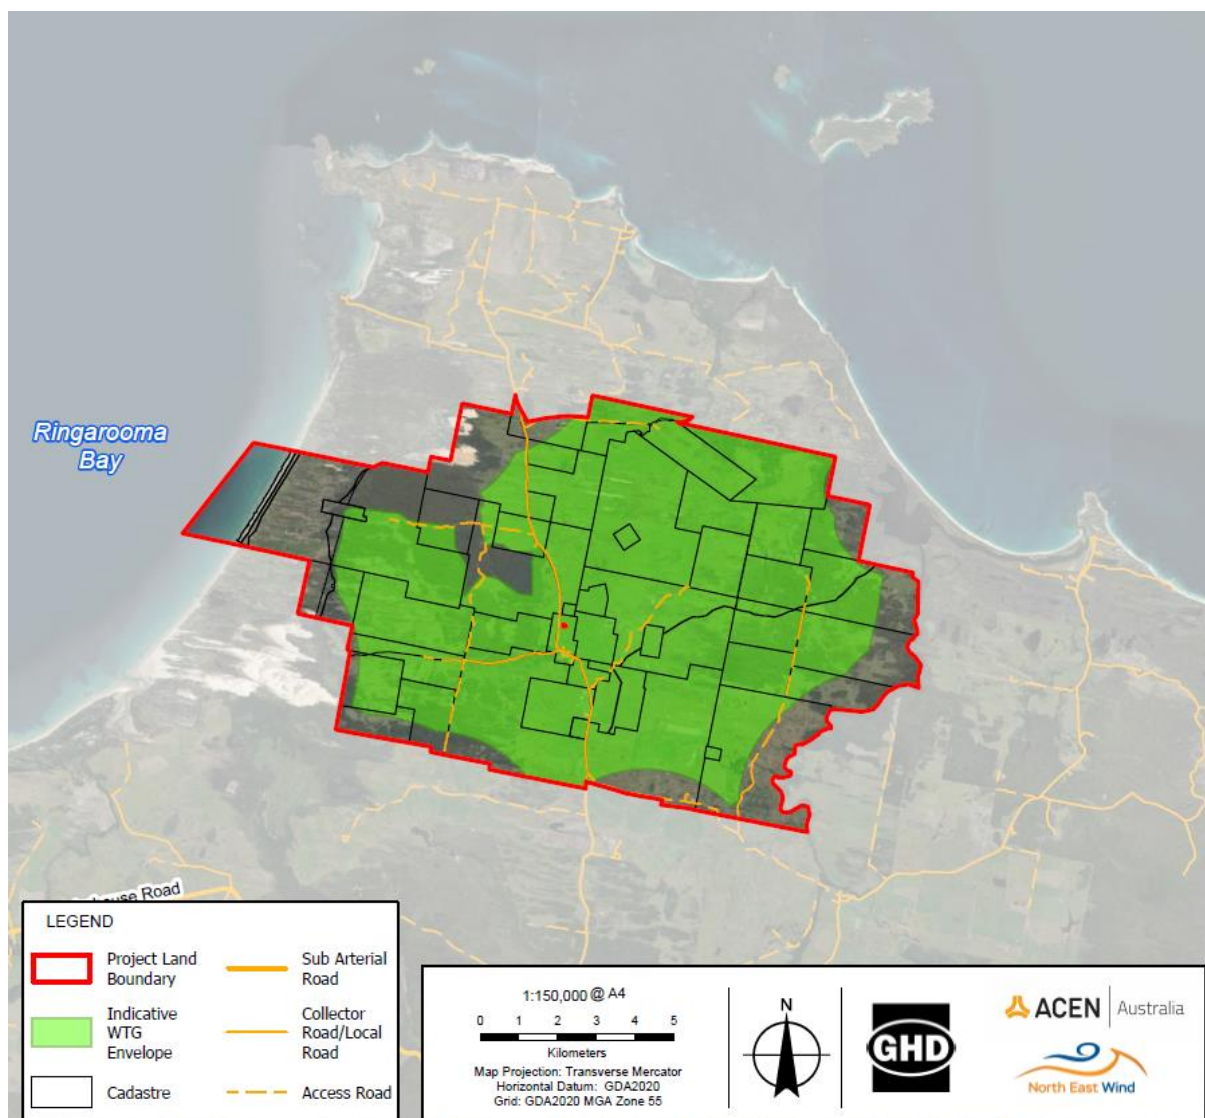 Ringarooma
Bay
house Road
LEGEND
Project Land
Boundary
Sub Arterial
Road
Indicative
WTG
Envelope
Collector
Road/Local
Road
Cadastre
Access Road
1:150,000 @ A4
0 1 2 3 4 5
Kilometers
Map Projection: Transverse Mercator
Horizontal Datum: GDA2020
Grid: GDA2020 MGA Zone 55
N
GHD
ACEN Australia
North East Wind